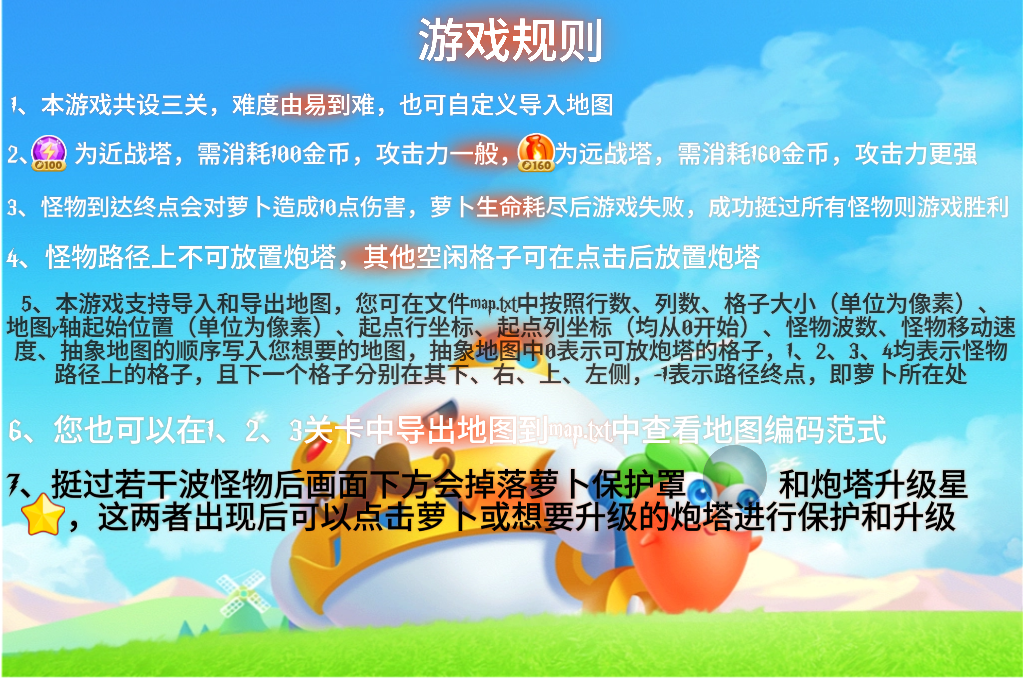 游戏规则
1、本游戏共设三关，难度由易到难，也可自定义导入地图
2、100 为近战塔，需消耗100金币，攻击力一般，160为远战塔，需消耗160金币，攻击力更强
3、怪物到达终点会对萝卜造成10点伤害，萝卜生命耗尽后游戏失败，成功挺过所有怪物则游戏胜利
4、怪物路径上不可放置炮塔，其他空闲格子可在点击后放置炮塔
5、本游戏支持导入和导出地图，您可在文件map.txt中按照行数、列数、格子大小（单位为像素）、
地图y轴起始位置（单位为像素）、起点行坐标、起点列坐标（均从0开始）、怪物波数、怪物移动速
度、抽象地图的顺序写入您想要的地图，抽象地图中0表示可放炮塔的格子，1、2、3、4均表示怪物
路径上的格子，且下一个格子分别在其下、右、上、左侧，-1表示路径终点，即萝卜所在处
6、您也可以在1、2、3关卡中导出地图到map.txt中查看地图编码范式
7、挺过若干波怪物后画面下方会掉落萝卜保护罩 和炮塔升级星
，这两者出现后可以点击萝卜或想要升级的炮塔进行保护和升级